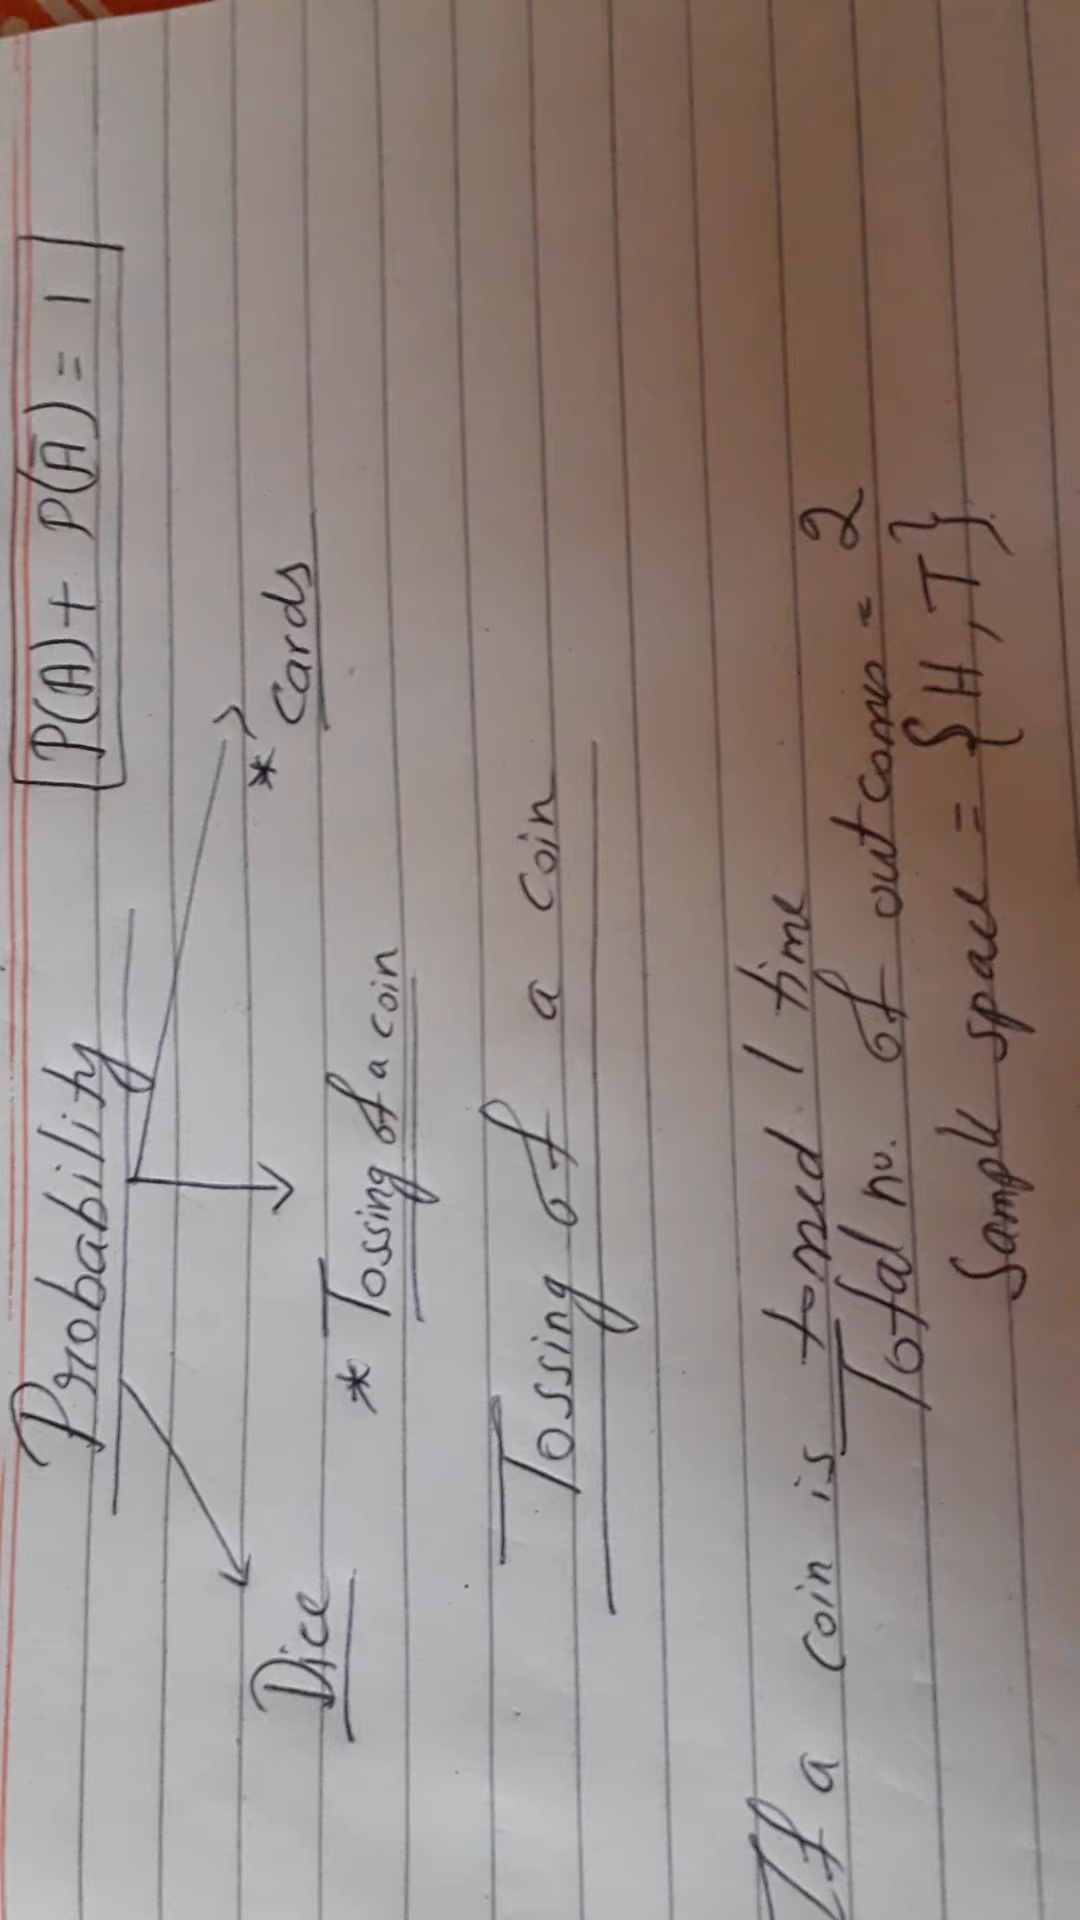 Probability P(A) + P(Ā) = 1
Dice * Tossing of a coin * Cards
Tossing of a coin
If a coin is tossed 1 time
Total no. of outcomes = 2
Sample space = {H, T}